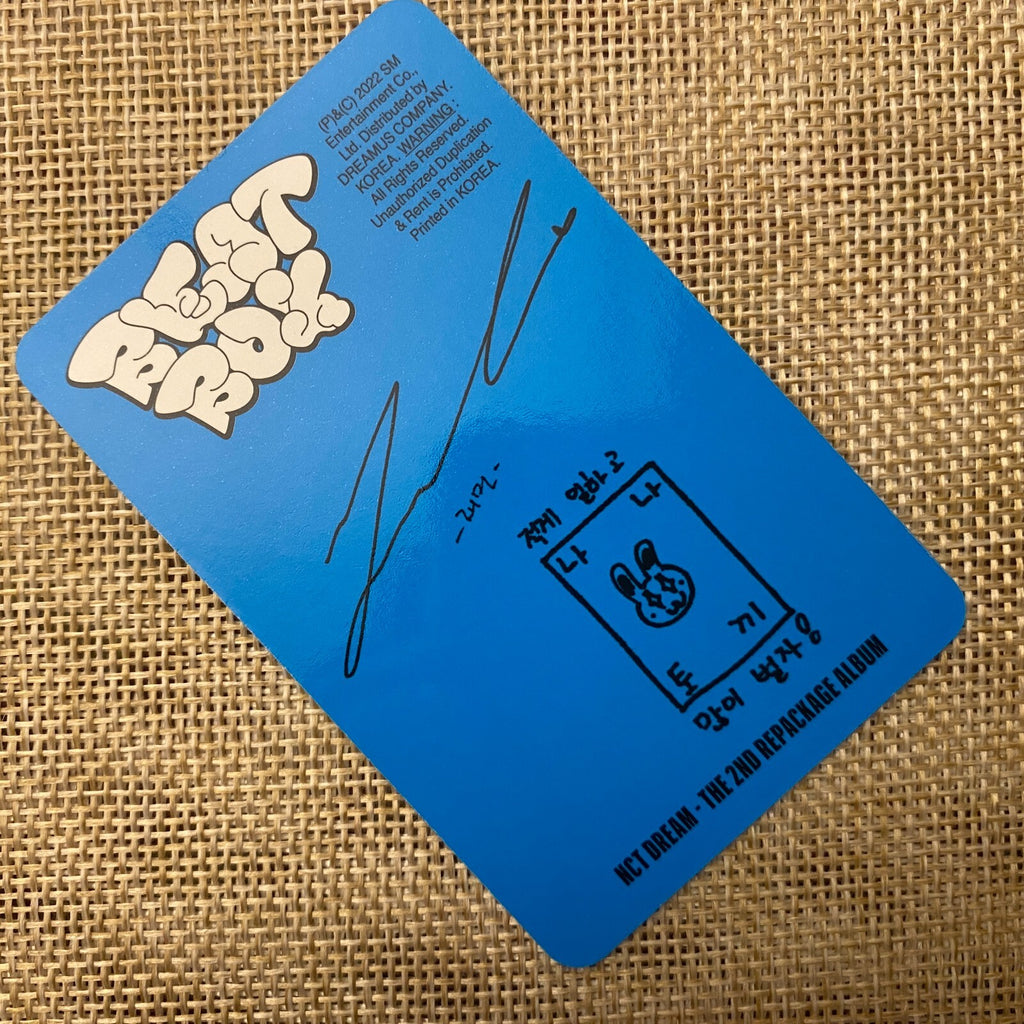 (P)&(C) 2022 SM
Entertainment Co.,
Ltd. Distributed by
DREAMUS COMPANY.
KOREA. WARNING :
All Rights Reserved.
Unauthorized Duplication
& Rent is Prohibited.
Printed in KOREA.
BEAT
BOX
-재민-
적게 일하고
나 나
토 끼
많이 벌자
NCT DREAM - THE 2ND REPACKAGE ALBUM